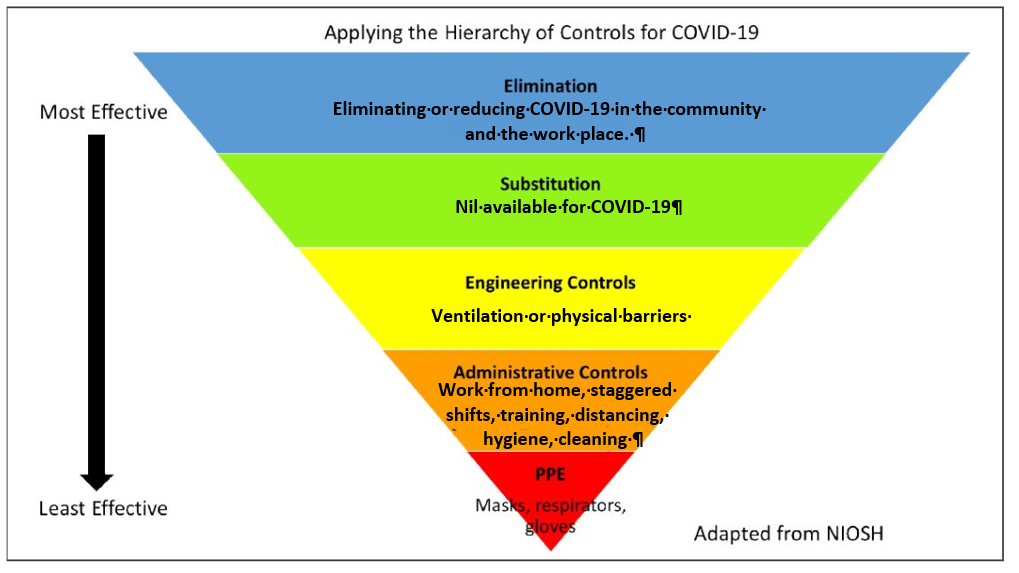 Applying the Hierarchy of Controls for COVID-19
Most Effective
Elimination
Eliminating·or·reducing·COVID-19·in·the·community·
and·the·work·place.·¶
Substitution
Nil·available·for·COVID-19¶
Engineering Controls
Ventilation·or·physical·barriers·
Administrative Controls
Work·from·home,·staggered·
shifts,·training,·distancing,·
hygiene,·cleaning·¶
PPE
Masks, respirators,
gloves
Least Effective
Adapted from NIOSH